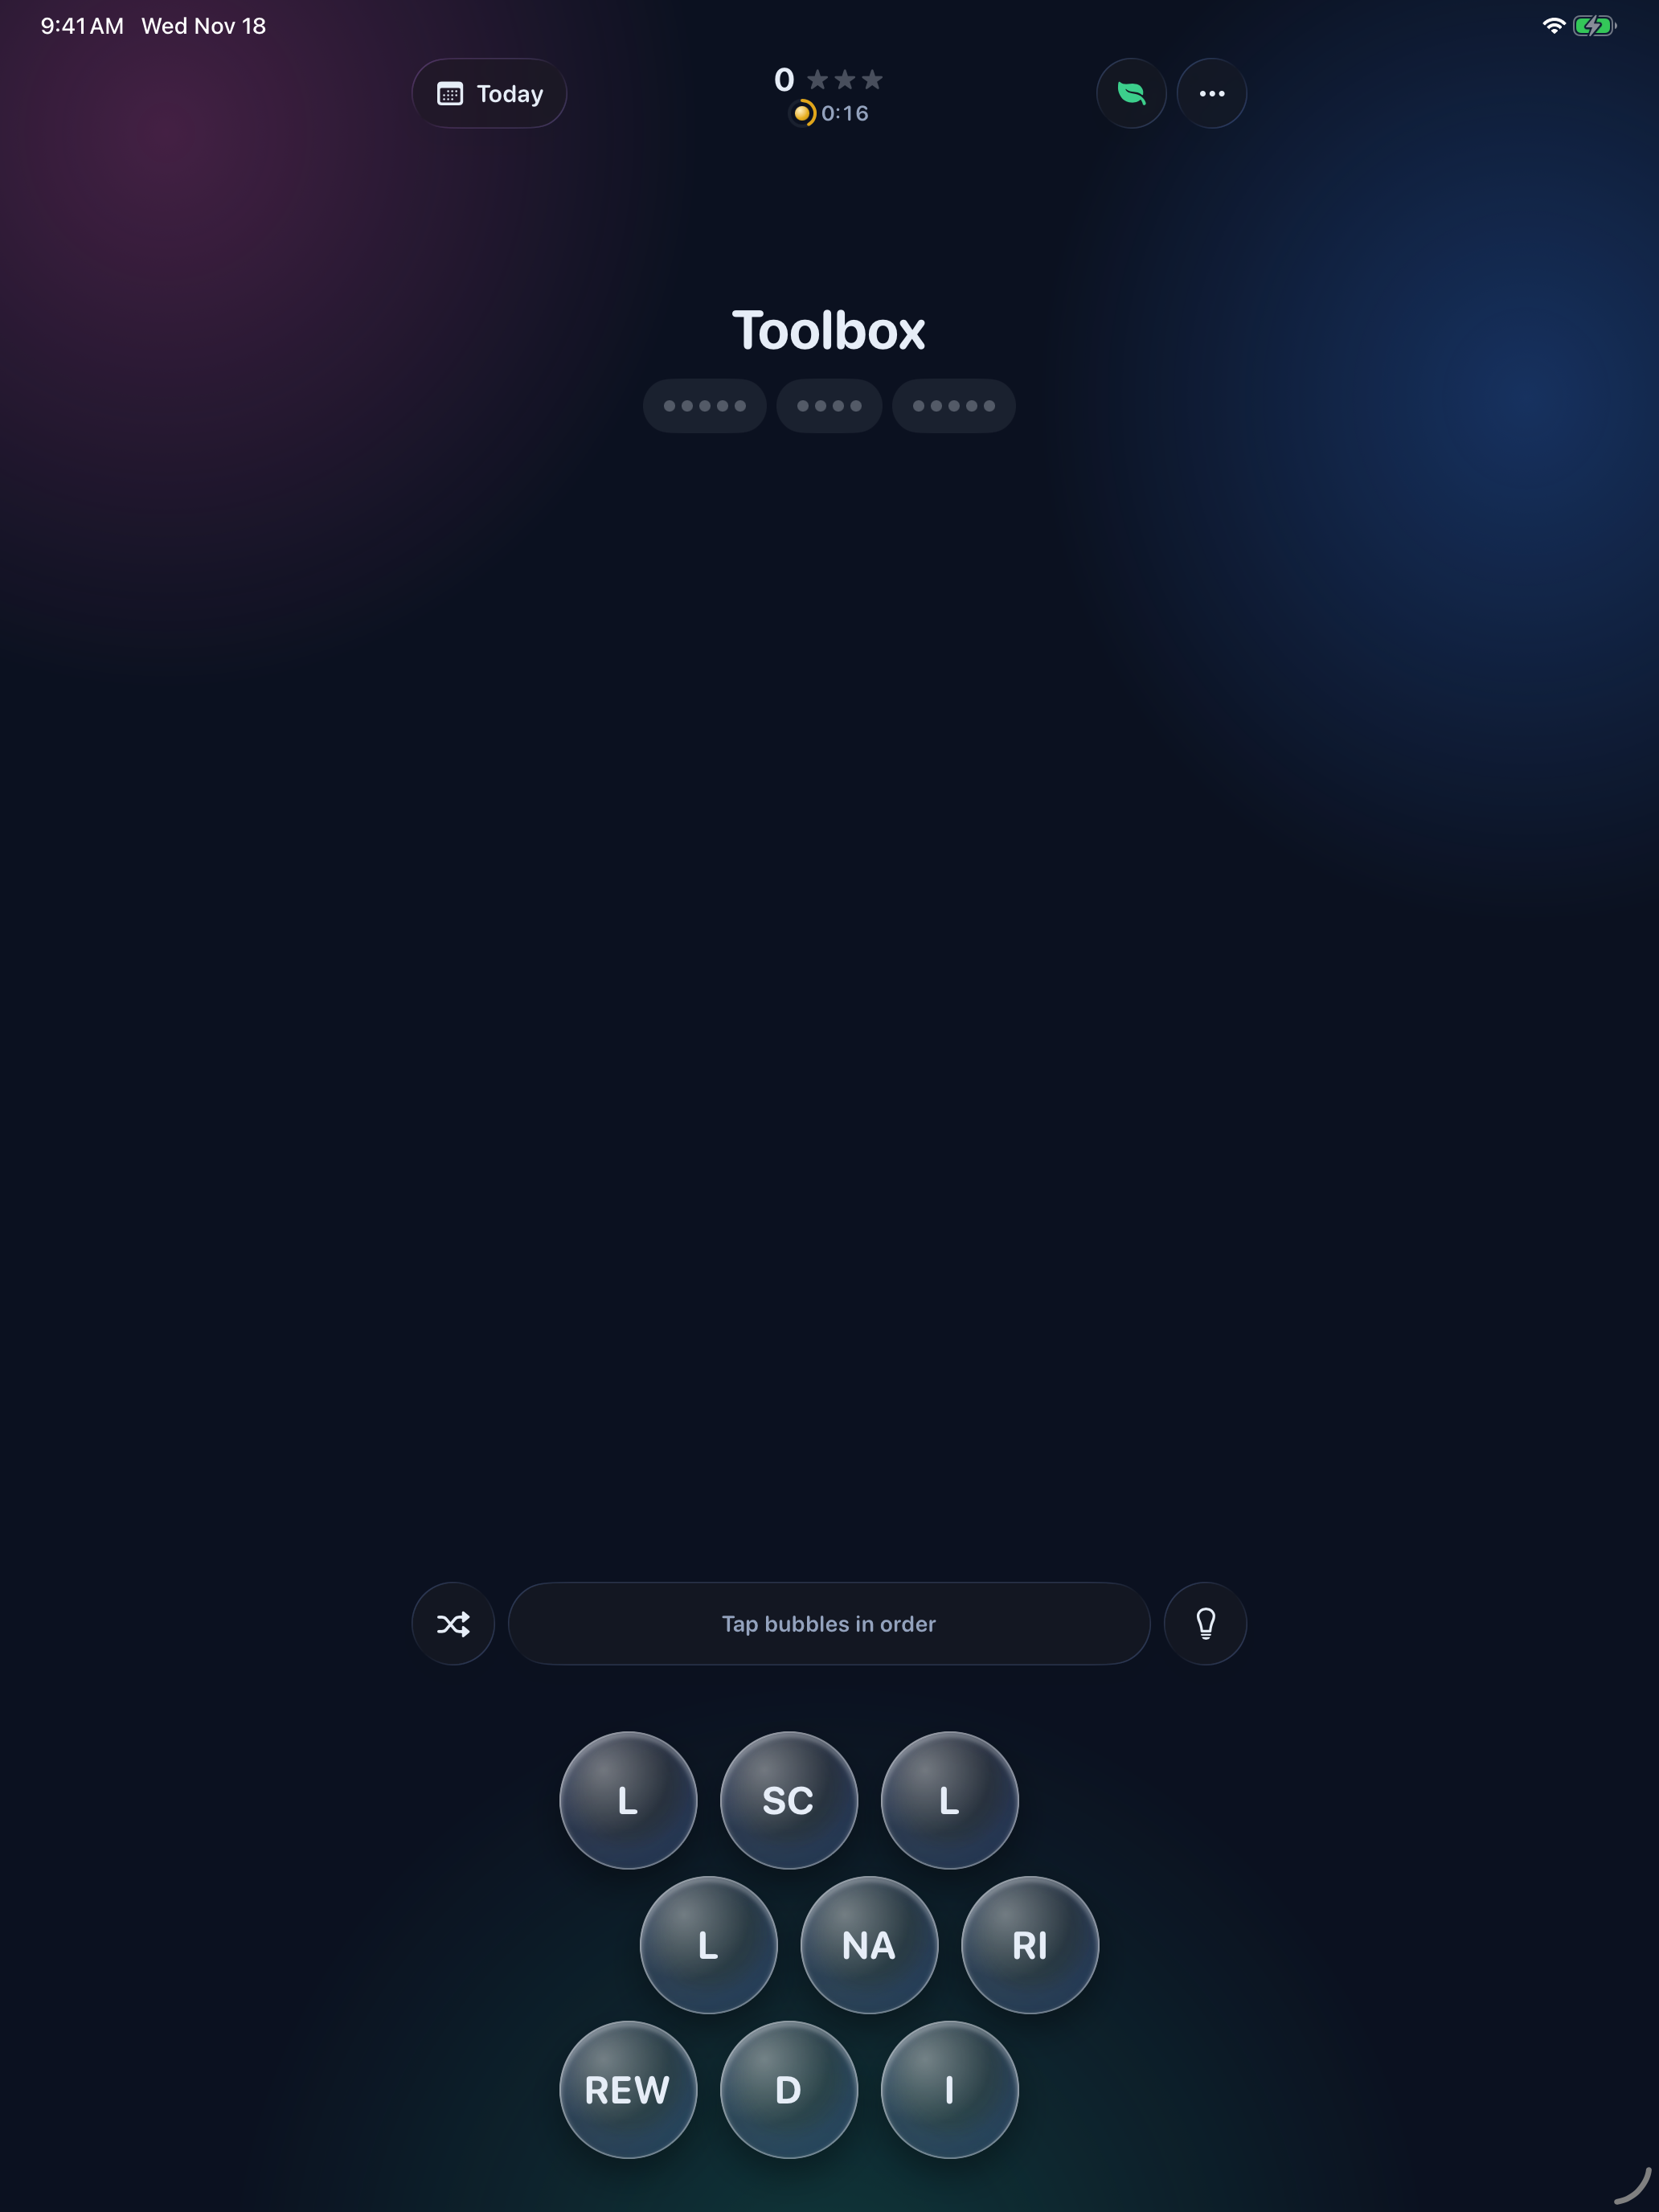 9:41 AM Wed Nov 18
Today
0
0:16
Toolbox
Tap bubbles in order
L SC L
L NA RI
REW D I